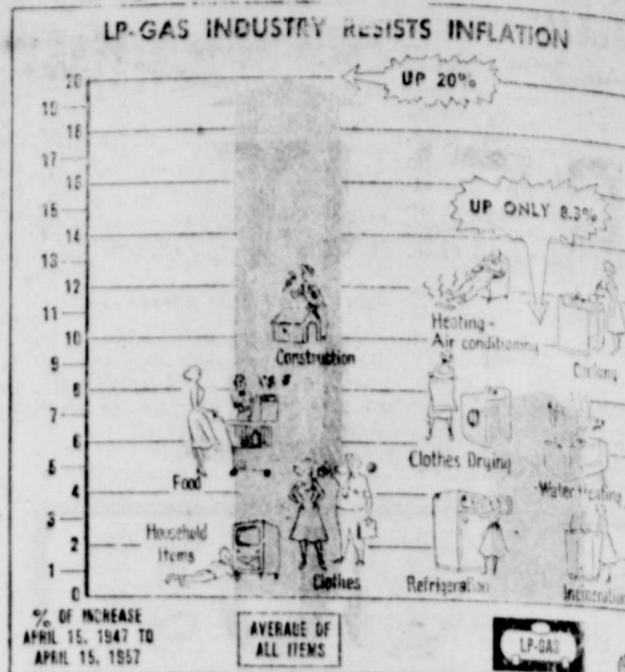 LP-GAS INDUSTRY RESISTS INFLATION
20
19
18
17
16
15
14
13
12
11
10
9
8
7
6
5
4
3
2
1
0
UP 20%
UP ONLY 8.3%
Construction
Heating-
Air conditioning
Cooking
Food
Clothes Drying
Water Heating
Household
Items
Clothes
Refrigeration
Incineration
% OF INCREASE
APRIL 15, 1947 TO
APRIL 15, 1957
AVERAGE OF
ALL ITEMS
LP-GAS